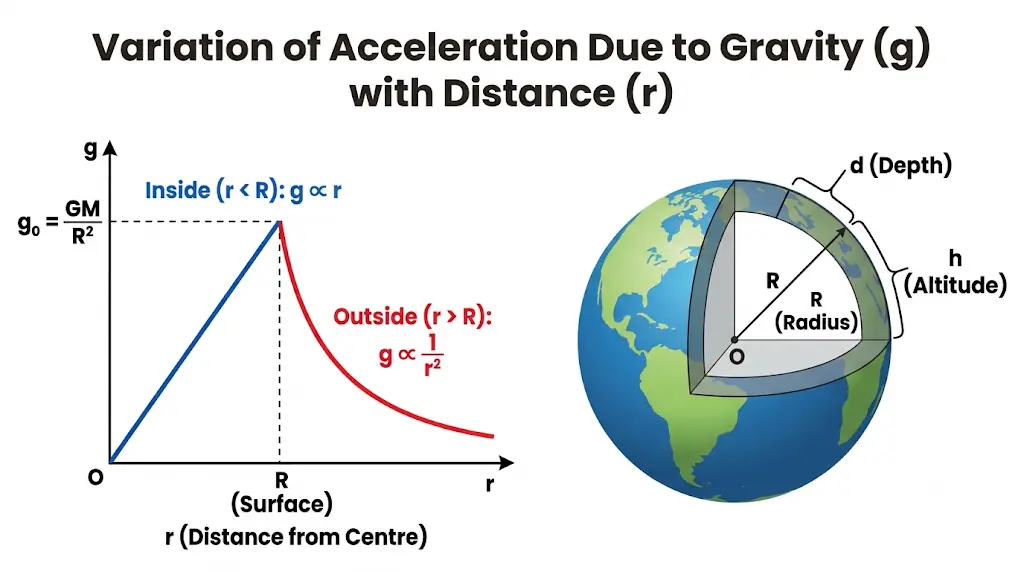 Variation of Acceleration Due to Gravity (g)
with Distance (r)
g
Inside (r < R): g ∝ r
g₀ = GM/R²
Outside (r > R):
g ∝ 1/r²
O
R
(Surface)
r
r (Distance from Centre)
d (Depth)
h
(Altitude)
R
R
(Radius)
O